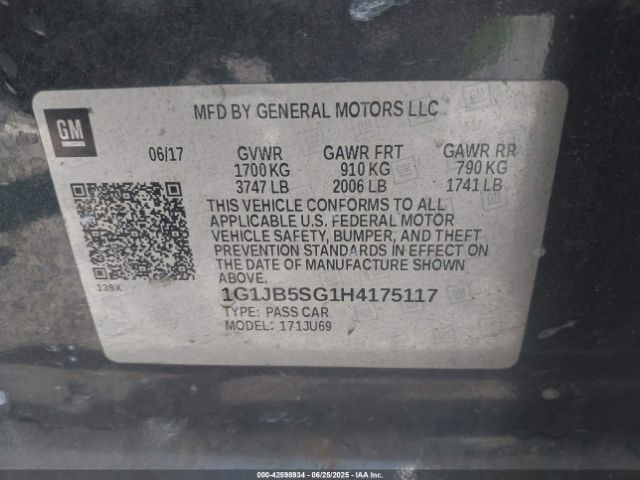 GM
MFD BY GENERAL MOTORS LLC
06/17 GVWR GAWR FRT GAWR RR
1700 KG 910 KG 790 KG
3747 LB 2006 LB 1741 LB
THIS VEHICLE CONFORMS TO ALL
APPLICABLE U.S. FEDERAL MOTOR
VEHICLE SAFETY, BUMPER, AND THEFT
PREVENTION STANDARDS IN EFFECT ON
THE DATE OF MANUFACTURE SHOWN
ABOVE.
139X
1G1JB5SG1H4175117
TYPE: PASS CAR
MODEL: 171JU69
000-42598934 - 06/25/2025 - IAAI.COM